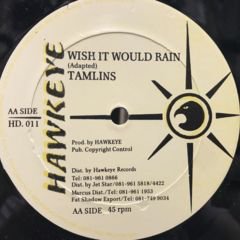 WISH IT WOULD RAIN
(Adapted)
TAMLINS
AA SIDE
HD. 011
HAWKEYE
Prod. by HAWKEYE
Pub. Copyright Control
Dist. by Hawkeye Records
Tel: 081-961 0866
Dist. by Jet Star/081-961 5818/4422
Mercus Dist./Tel: 081-961 1953
Fat Shadow Export/Tel: 081-749 9034
AA SIDE 45 rpm